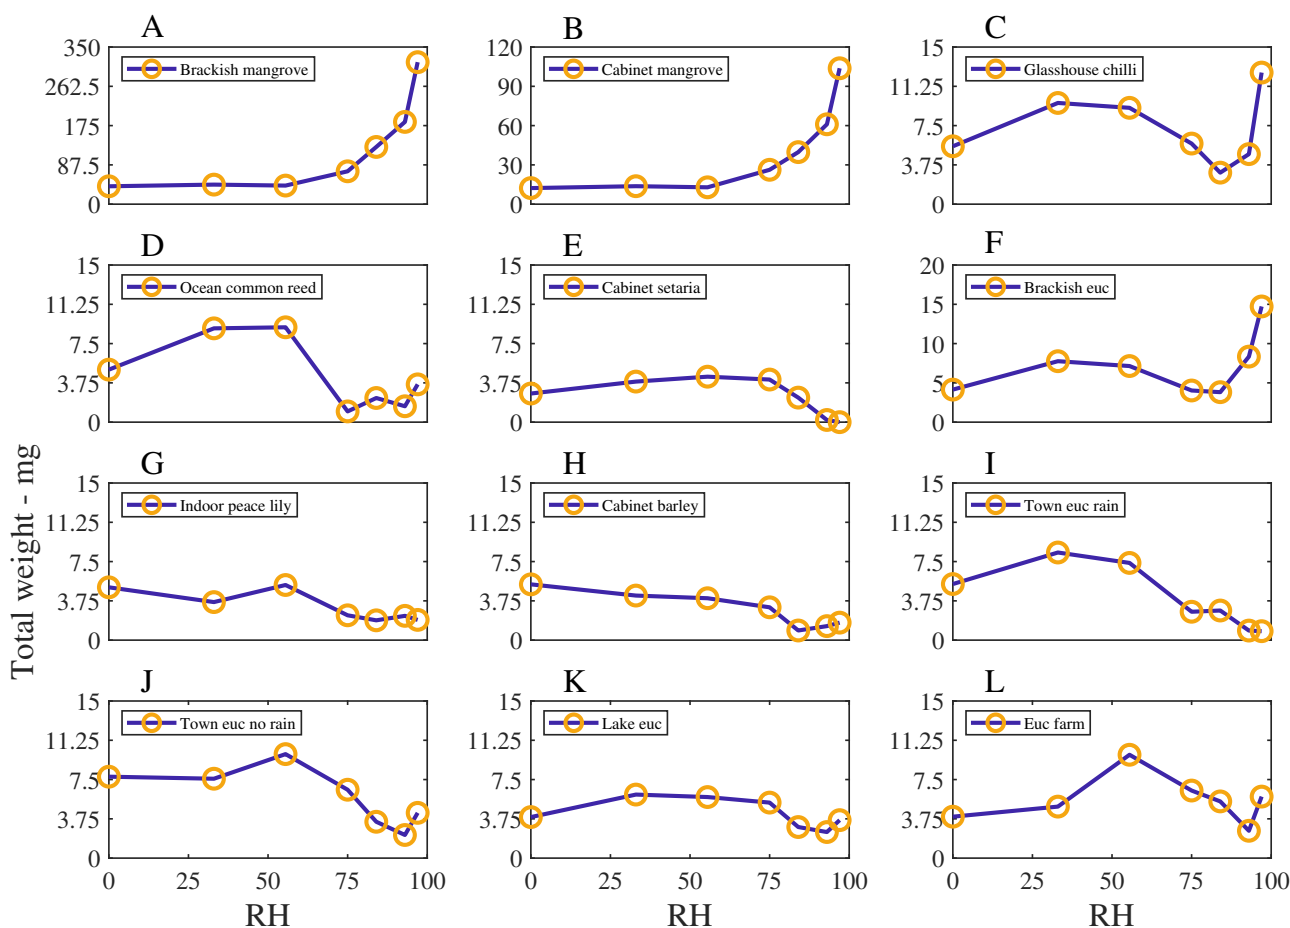 A
B
C
350
262.5
175
87.5
0
Brackish mangrove
120
90
60
30
0
Cabinet mangrove
15
11.25
7.5
3.75
0
Glasshouse chilli
D
E
F
15
11.25
7.5
3.75
0
Ocean common reed
15
11.25
7.5
3.75
0
Cabinet setaria
20
15
10
5
0
Brackish euc
Total weight - mg
G
H
I
15
11.25
7.5
3.75
0
Indoor peace lily
15
11.25
7.5
3.75
0
Cabinet barley
15
11.25
7.5
3.75
0
Town euc rain
J
K
L
15
11.25
7.5
3.75
0
Town euc no rain
0 25 50 75 100
RH
15
11.25
7.5
3.75
0
Lake euc
0 25 50 75 100
RH
15
11.25
7.5
3.75
0
Euc farm
0 25 50 75 100
RH